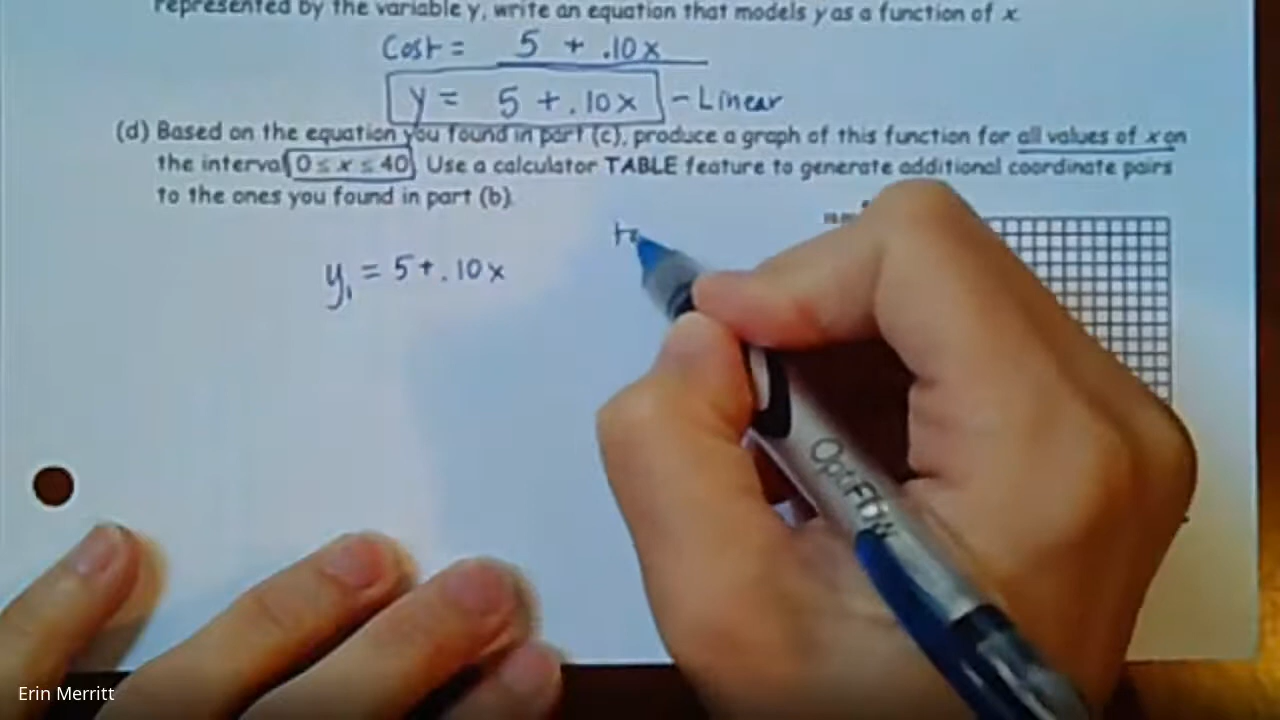 represented by the variable y, write an equation that models y as a function of x.
Cost = 5 + .10x
y = 5 + .10x - Linear
(d) Based on the equation you found in part (c), produce a graph of this function for all values of x on
the interval 0 ≤ x ≤ 40. Use a calculator TABLE feature to generate additional coordinate pairs
to the ones you found in part (b).
y₁ = 5 + .10x
OptiFlow
Erin Merritt